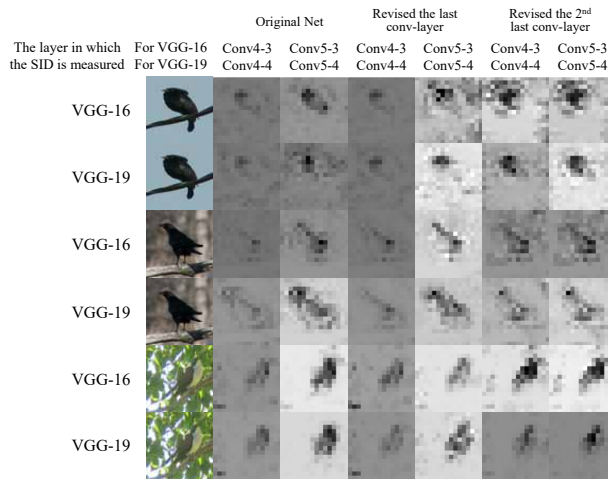 Original Net
Revised the last
conv-layer
Revised the 2nd
last conv-layer
The layer in which
the SID is measured
For VGG-16 Conv4-3 Conv5-3 Conv4-3 Conv5-3 Conv4-3 Conv5-3
For VGG-19 Conv4-4 Conv5-4 Conv4-4 Conv5-4 Conv4-4 Conv5-4
VGG-16
VGG-19
VGG-16
VGG-19
VGG-16
VGG-19